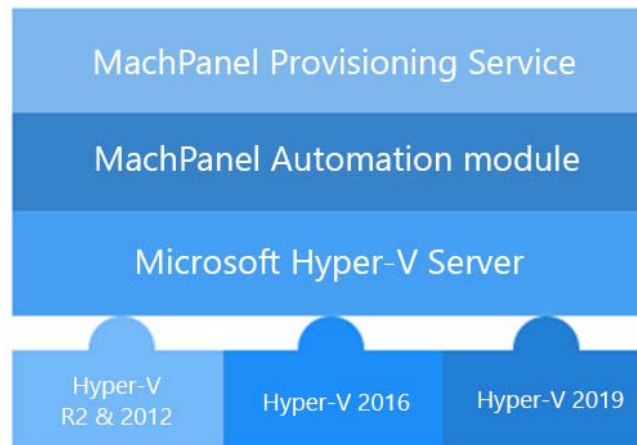 MachPanel Provisioning Service
MachPanel Automation module
Microsoft Hyper-V Server
Hyper-V
R2 & 2012
Hyper-V 2016
Hyper-V 2019